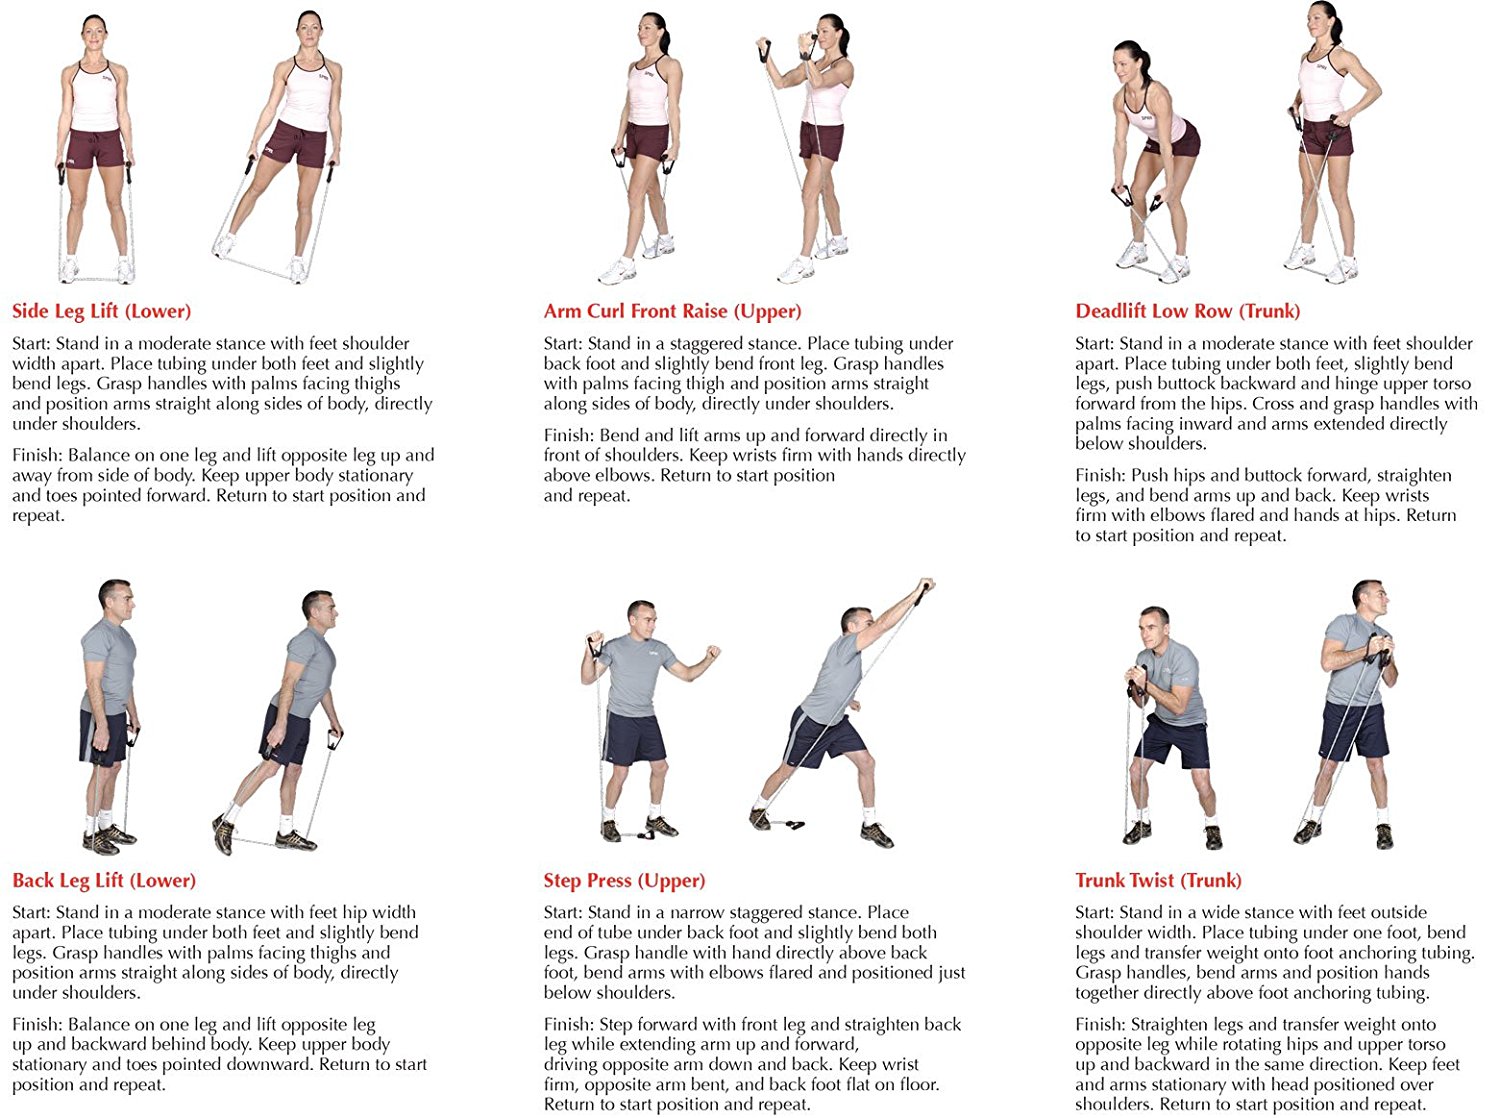 Side Leg Lift (Lower)
Start: Stand in a moderate stance with feet shoulder
width apart. Place tubing under both feet and slightly
bend legs. Grasp handles with palms facing thighs
and position arms straight along sides of body, directly
under shoulders.
Finish: Balance on one leg and lift opposite leg up and
away from side of body. Keep upper body stationary
and toes pointed forward. Return to start position and
repeat.
Arm Curl Front Raise (Upper)
Start: Stand in a staggered stance. Place tubing under
back foot and slightly bend front leg. Grasp handles
with palms facing thigh and position arms straight
along sides of body, directly under shoulders.
Finish: Bend and lift arms up and forward directly in
front of shoulders. Keep wrists firm with hands directly
above elbows. Return to start position
and repeat.
Deadlift Low Row (Trunk)
Start: Stand in a moderate stance with feet shoulder
apart. Place tubing under both feet, slightly bend
legs, push buttock backward and hinge upper torso
forward from the hips. Cross and grasp handles with
palms facing inward and arms extended directly
below shoulders.
Finish: Push hips and buttock forward, straighten
legs, and bend arms up and back. Keep wrists
firm with elbows flared and hands at hips. Return
to start position and repeat.
Back Leg Lift (Lower)
Start: Stand in a moderate stance with feet hip width
apart. Place tubing under both feet and slightly bend
legs. Grasp handles with palms facing thighs and
position arms straight along sides of body, directly
under shoulders.
Finish: Balance on one leg and lift opposite leg
up and backward behind body. Keep upper body
stationary and toes pointed downward. Return to start
position and repeat.
Step Press (Upper)
Start: Stand in a narrow staggered stance. Place
end of tube under back foot and slightly bend both
legs. Grasp handle with hand directly above back
foot, bend arms with elbows flared and positioned just
below shoulders.
Finish: Step forward with front leg and straighten back
leg while extending arm up and forward,
driving opposite arm down and back. Keep wrist
firm, opposite arm bent, and back foot flat on floor.
Return to start position and repeat.
Trunk Twist (Trunk)
Start: Stand in a wide stance with feet outside
shoulder width. Place tubing under one foot, bend
legs and transfer weight onto foot anchoring tubing.
Grasp handles, bend arms and position hands
together directly above foot anchoring tubing.
Finish: Straighten legs and transfer weight onto
opposite leg while rotating hips and upper torso
up and backward in the same direction. Keep feet
and arms stationary with head positioned over
shoulders. Return to start position and repeat.